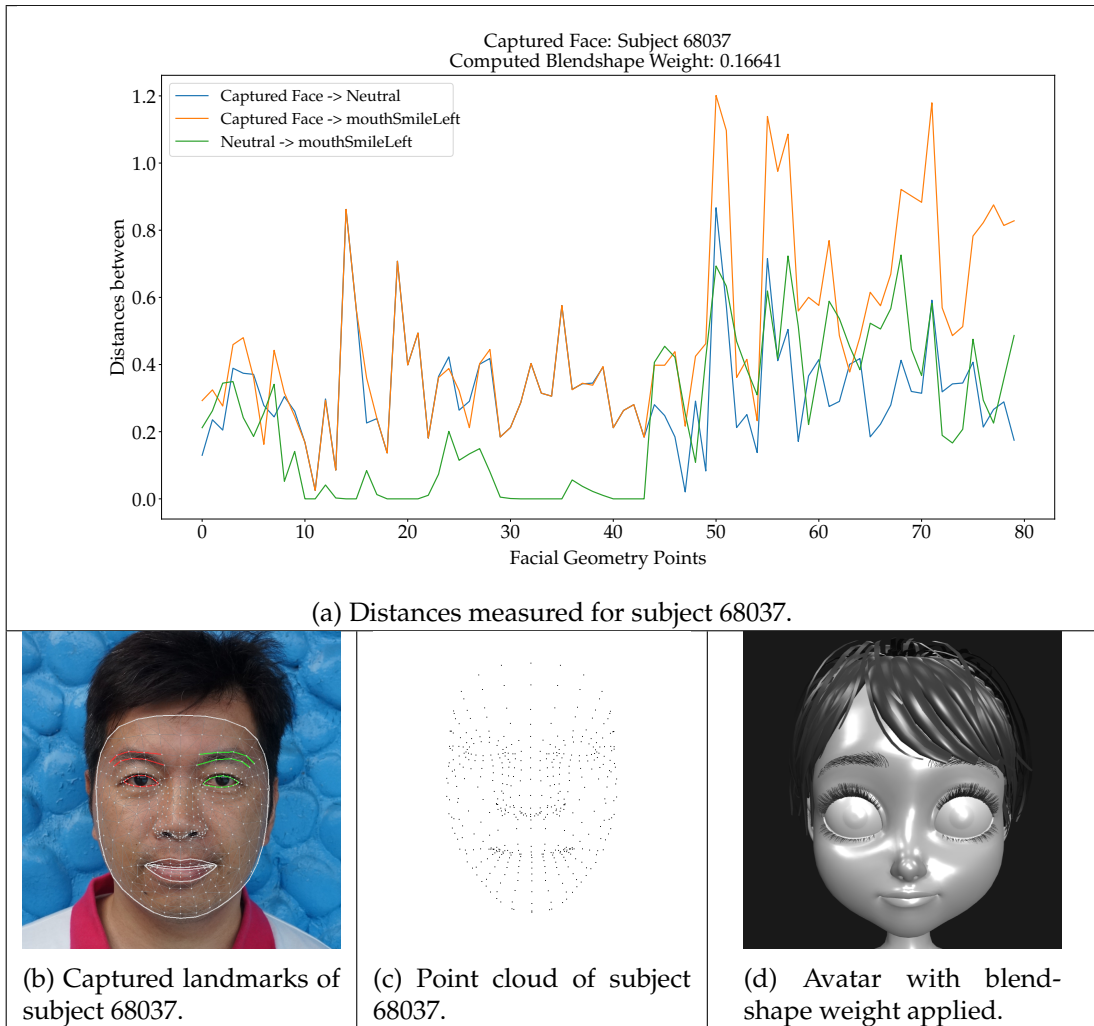 Captured Face: Subject 68037
Computed Blendshape Weight: 0.16641
Captured Face -> Neutral
Captured Face -> mouthSmileLeft
Neutral -> mouthSmileLeft
1.2
1.0
0.8
0.6
0.4
0.2
0.0
Distances between
0 10 20 30 40 50 60 70 80
Facial Geometry Points
(a) Distances measured for subject 68037.
(b) Captured landmarks of
subject 68037.
(c) Point cloud of subject
68037.
(d) Avatar with blend-
shape weight applied.